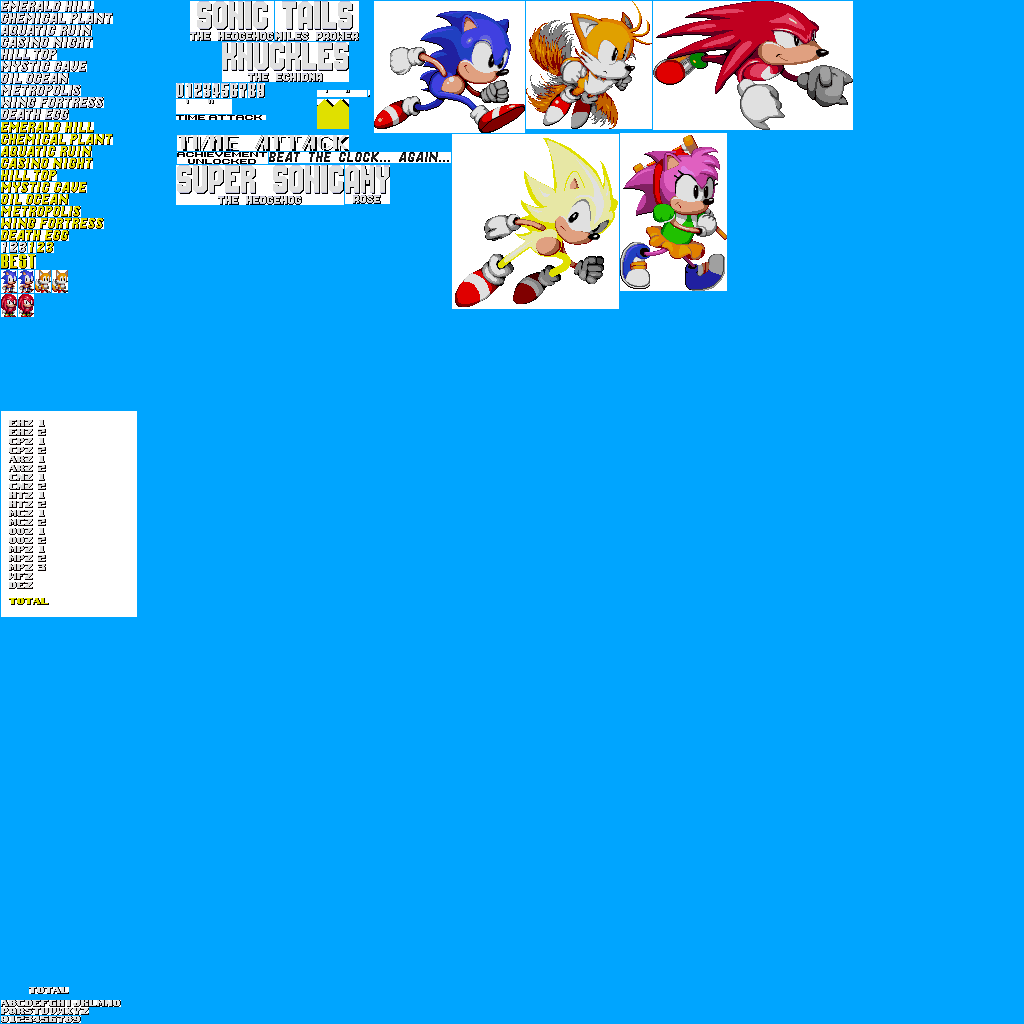 EMERALD HILL
CHEMICAL PLANT
AQUATIC RUIN
CASINO NIGHT
HILL TOP
MYSTIC CAVE
OIL OCEAN
METROPOLIS
WING FORTRESS
DEATH EGG
EMERALD HILL
CHEMICAL PLANT
AQUATIC RUIN
CASINO NIGHT
HILL TOP
MYSTIC CAVE
OIL OCEAN
METROPOLIS
WING FORTRESS
DEATH EGG
123123
BEST
SONIC
THE HEDGEHOG
TAILS
MILES PROWER
KNUCKLES
THE ECHIDNA
0123456789
' "
' "
TIME ATTACK
TIME ATTACK
ACHIEVEMENT
UNLOCKED
BEAT THE CLOCK... AGAIN...
SUPER SONIC
THE HEDGEHOG
AMY
ROSE
EHZ 1
EHZ 2
CPZ 1
CPZ 2
ARZ 1
ARZ 2
CNZ 1
CNZ 2
HTZ 1
HTZ 2
MCZ 1
MCZ 2
OOZ 1
OOZ 2
MPZ 1
MPZ 2
MPZ 3
WFZ
DEZ
TOTAL
TOTAL